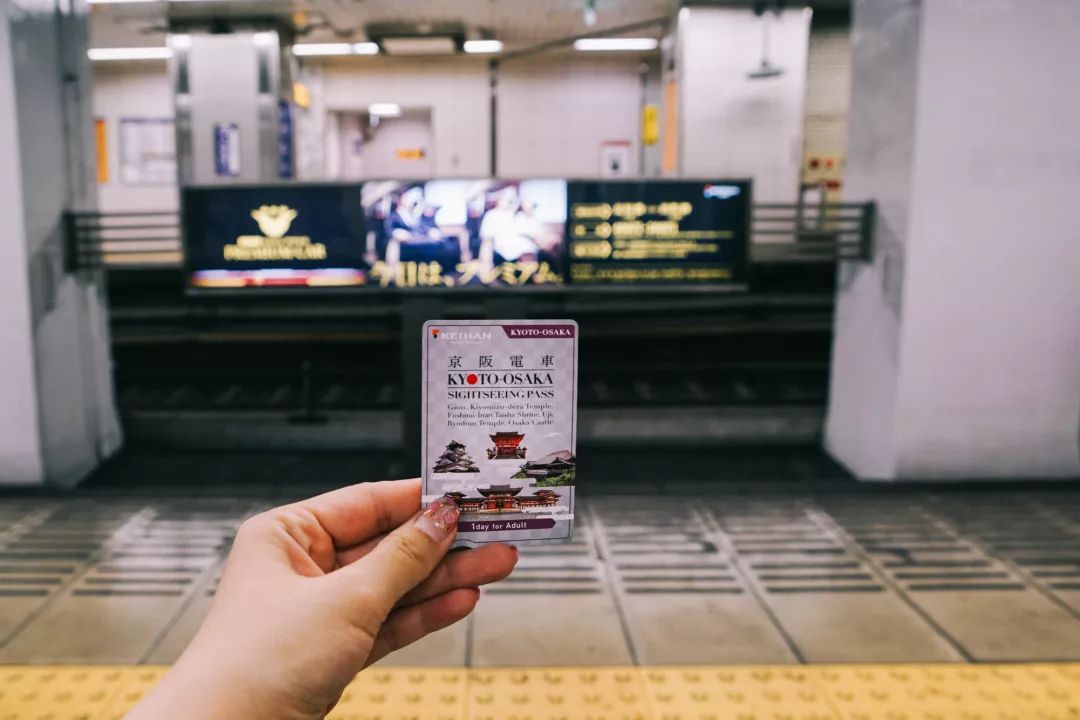 PREMIUM CAR
今日は、プレミアム。
KEIHAN
KYOTO-OSAKA
京阪電車
KYOTO-OSAKA
SIGHTSEEING PASS
Gion, Kiyomizu-dera Temple,
Fushimi-Inari Taisha Shrine, Uji,
Byodoin Temple, Osaka Castle
1day for Adult